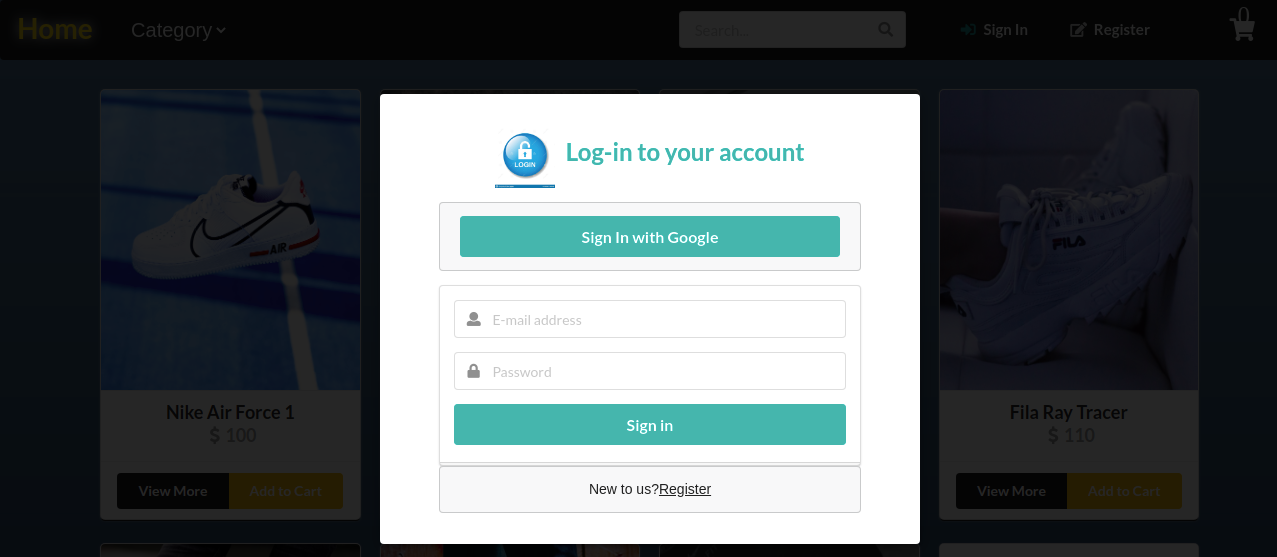 Home
Category
Search...
Sign In
Register
0
LOGIN
Log-in to your account
Sign In with Google
E-mail address
Password
Sign in
New to us?Register
AIR
Nike Air Force 1
$ 100
View More
Add to Cart
FILA
Fila Ray Tracer
$ 110
View More
Add to Cart